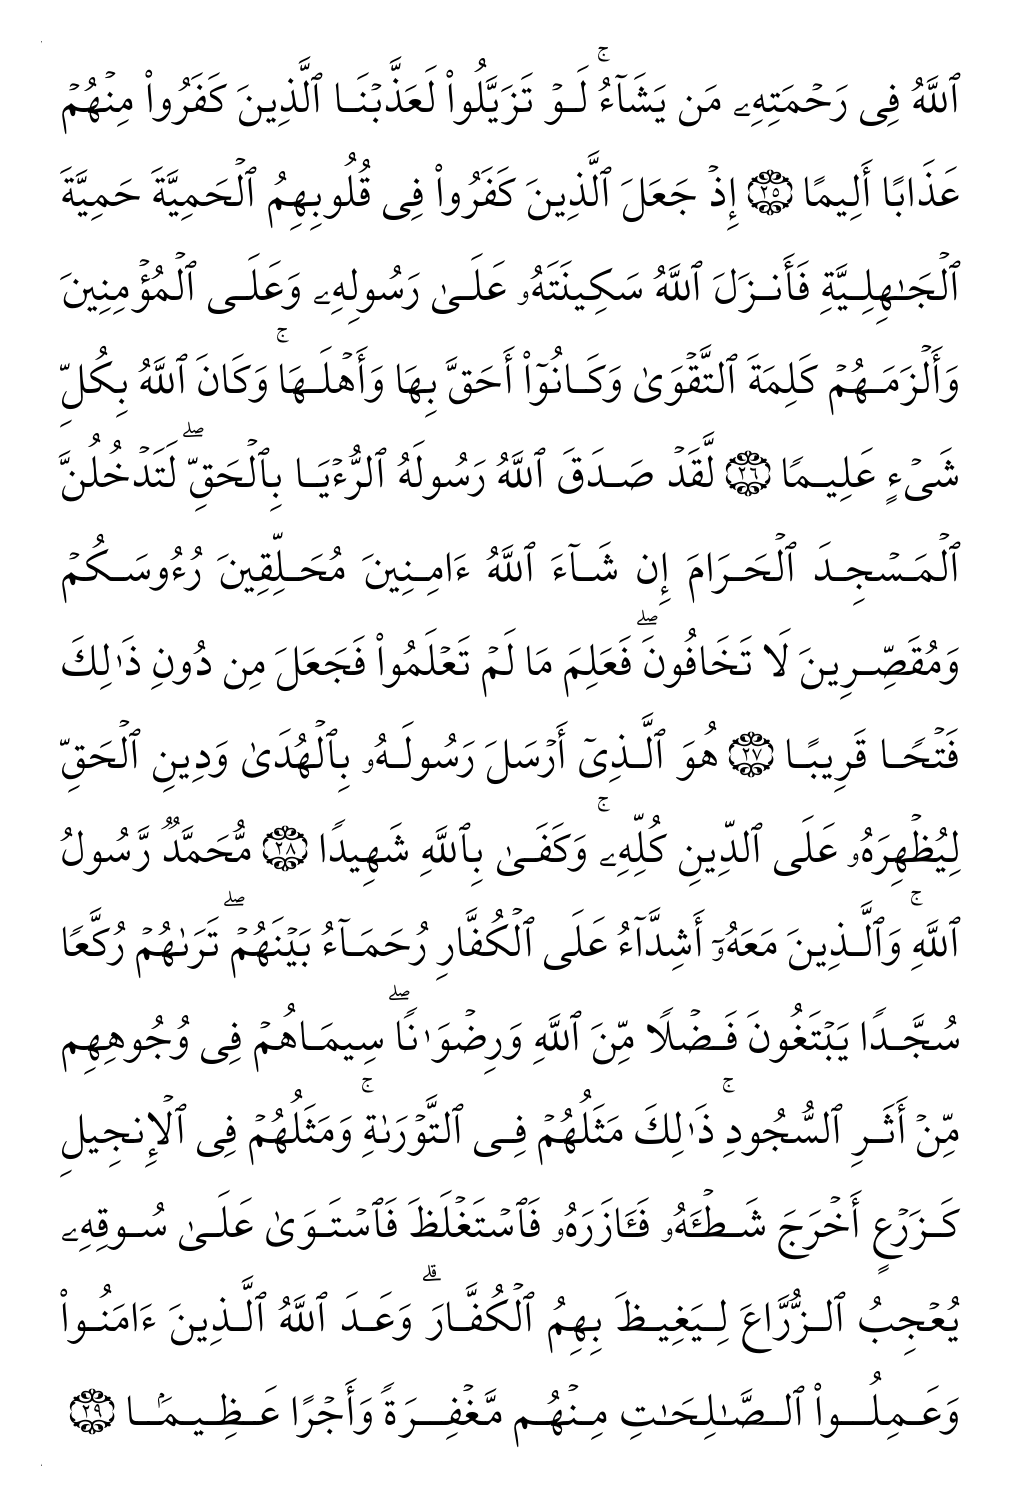 ٱللَّهُ فِى رَحْمَتِهِۦ مَن يَشَآءُ ۚ لَوْ تَزَيَّلُوا۟ لَعَذَّبْنَا ٱلَّذِينَ كَفَرُوا۟ مِنْهُمْ
عَذَابًا أَلِيمًا ٢٥ إِذْ جَعَلَ ٱلَّذِينَ كَفَرُوا۟ فِى قُلُوبِهِمُ ٱلْحَمِيَّةَ حَمِيَّةَ
ٱلْجَـٰهِلِيَّةِ فَأَنزَلَ ٱللَّهُ سَكِينَتَهُۥ عَلَىٰ رَسُولِهِۦ وَعَلَى ٱلْمُؤْمِنِينَ
وَأَلْزَمَهُمْ كَلِمَةَ ٱلتَّقْوَىٰ وَكَانُوٓا۟ أَحَقَّ بِهَا وَأَهْلَهَا ۚ وَكَانَ ٱللَّهُ بِكُلِّ
شَىْءٍ عَلِيمًا ٢٦ لَّقَدْ صَدَقَ ٱللَّهُ رَسُولَهُ ٱلرُّءْيَا بِٱلْحَقِّ ۖ لَتَدْخُلُنَّ
ٱلْمَسْجِدَ ٱلْحَرَامَ إِن شَآءَ ٱللَّهُ ءَامِنِينَ مُحَلِّقِينَ رُءُوسَكُمْ
وَمُقَصِّرِينَ لَا تَخَافُونَ ۖ فَعَلِمَ مَا لَمْ تَعْلَمُوا۟ فَجَعَلَ مِن دُونِ ذَٰلِكَ
فَتْحًا قَرِيبًا ٢٧ هُوَ ٱلَّذِىٓ أَرْسَلَ رَسُولَهُۥ بِٱلْهُدَىٰ وَدِينِ ٱلْحَقِّ
لِيُظْهِرَهُۥ عَلَى ٱلدِّينِ كُلِّهِۦ ۚ وَكَفَىٰ بِٱللَّهِ شَهِيدًا ٢٨ مُّحَمَّدٌ رَّسُولُ
ٱللَّهِ ۚ وَٱلَّذِينَ مَعَهُۥٓ أَشِدَّآءُ عَلَى ٱلْكُفَّارِ رُحَمَآءُ بَيْنَهُمْ ۖ تَرَىٰهُمْ رُكَّعًا
سُجَّدًا يَبْتَغُونَ فَضْلًا مِّنَ ٱللَّهِ وَرِضْوَٰنًا ۖ سِيمَاهُمْ فِى وُجُوهِهِم
مِّنْ أَثَرِ ٱلسُّجُودِ ۚ ذَٰلِكَ مَثَلُهُمْ فِى ٱلتَّوْرَىٰةِ ۚ وَمَثَلُهُمْ فِى ٱلْإِنجِيلِ
كَزَرْعٍ أَخْرَجَ شَطْـَٔهُۥ فَـَٔازَرَهُۥ فَٱسْتَغْلَظَ فَٱسْتَوَىٰ عَلَىٰ سُوقِهِۦ
يُعْجِبُ ٱلزُّرَّاعَ لِيَغِيظَ بِهِمُ ٱلْكُفَّارَ ۗ وَعَدَ ٱللَّهُ ٱلَّذِينَ ءَامَنُوا۟
وَعَمِلُوا۟ ٱلصَّـٰلِحَـٰتِ مِنْهُم مَّغْفِرَةً وَأَجْرًا عَظِيمًۢا ٢٩